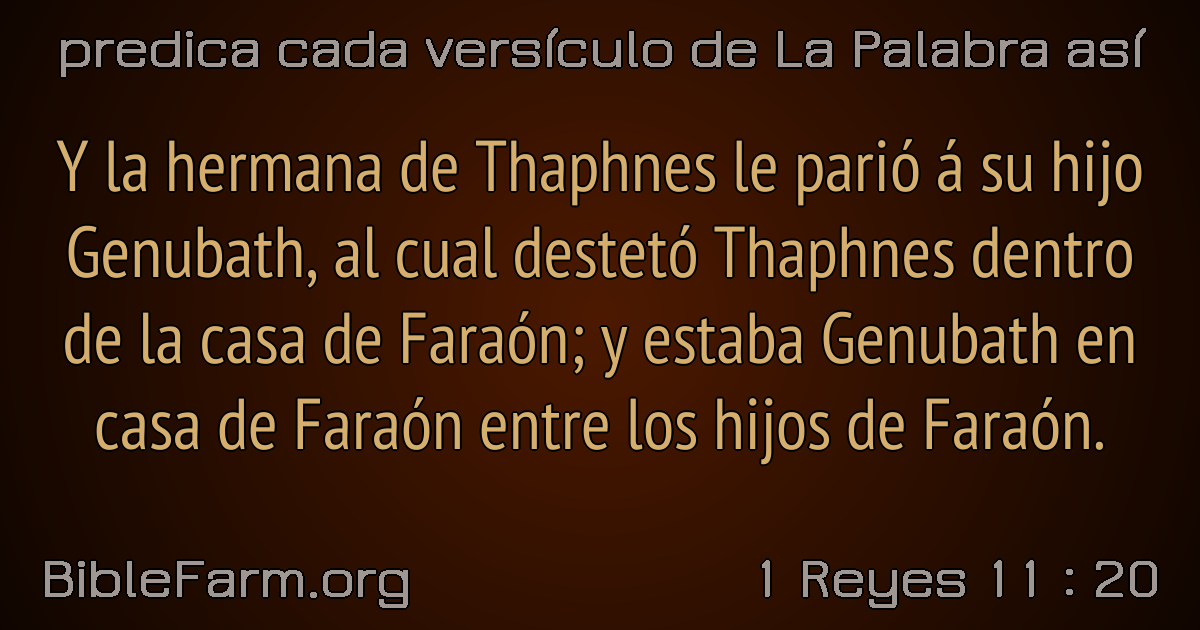 predica cada versículo de La Palabra así
Y la hermana de Thaphnes le parió á su hijo
Genubath, al cual destetó Thaphnes dentro
de la casa de Faraón; y estaba Genubath en
casa de Faraón entre los hijos de Faraón.
BibleFarm.org
1 Reyes 11 : 20